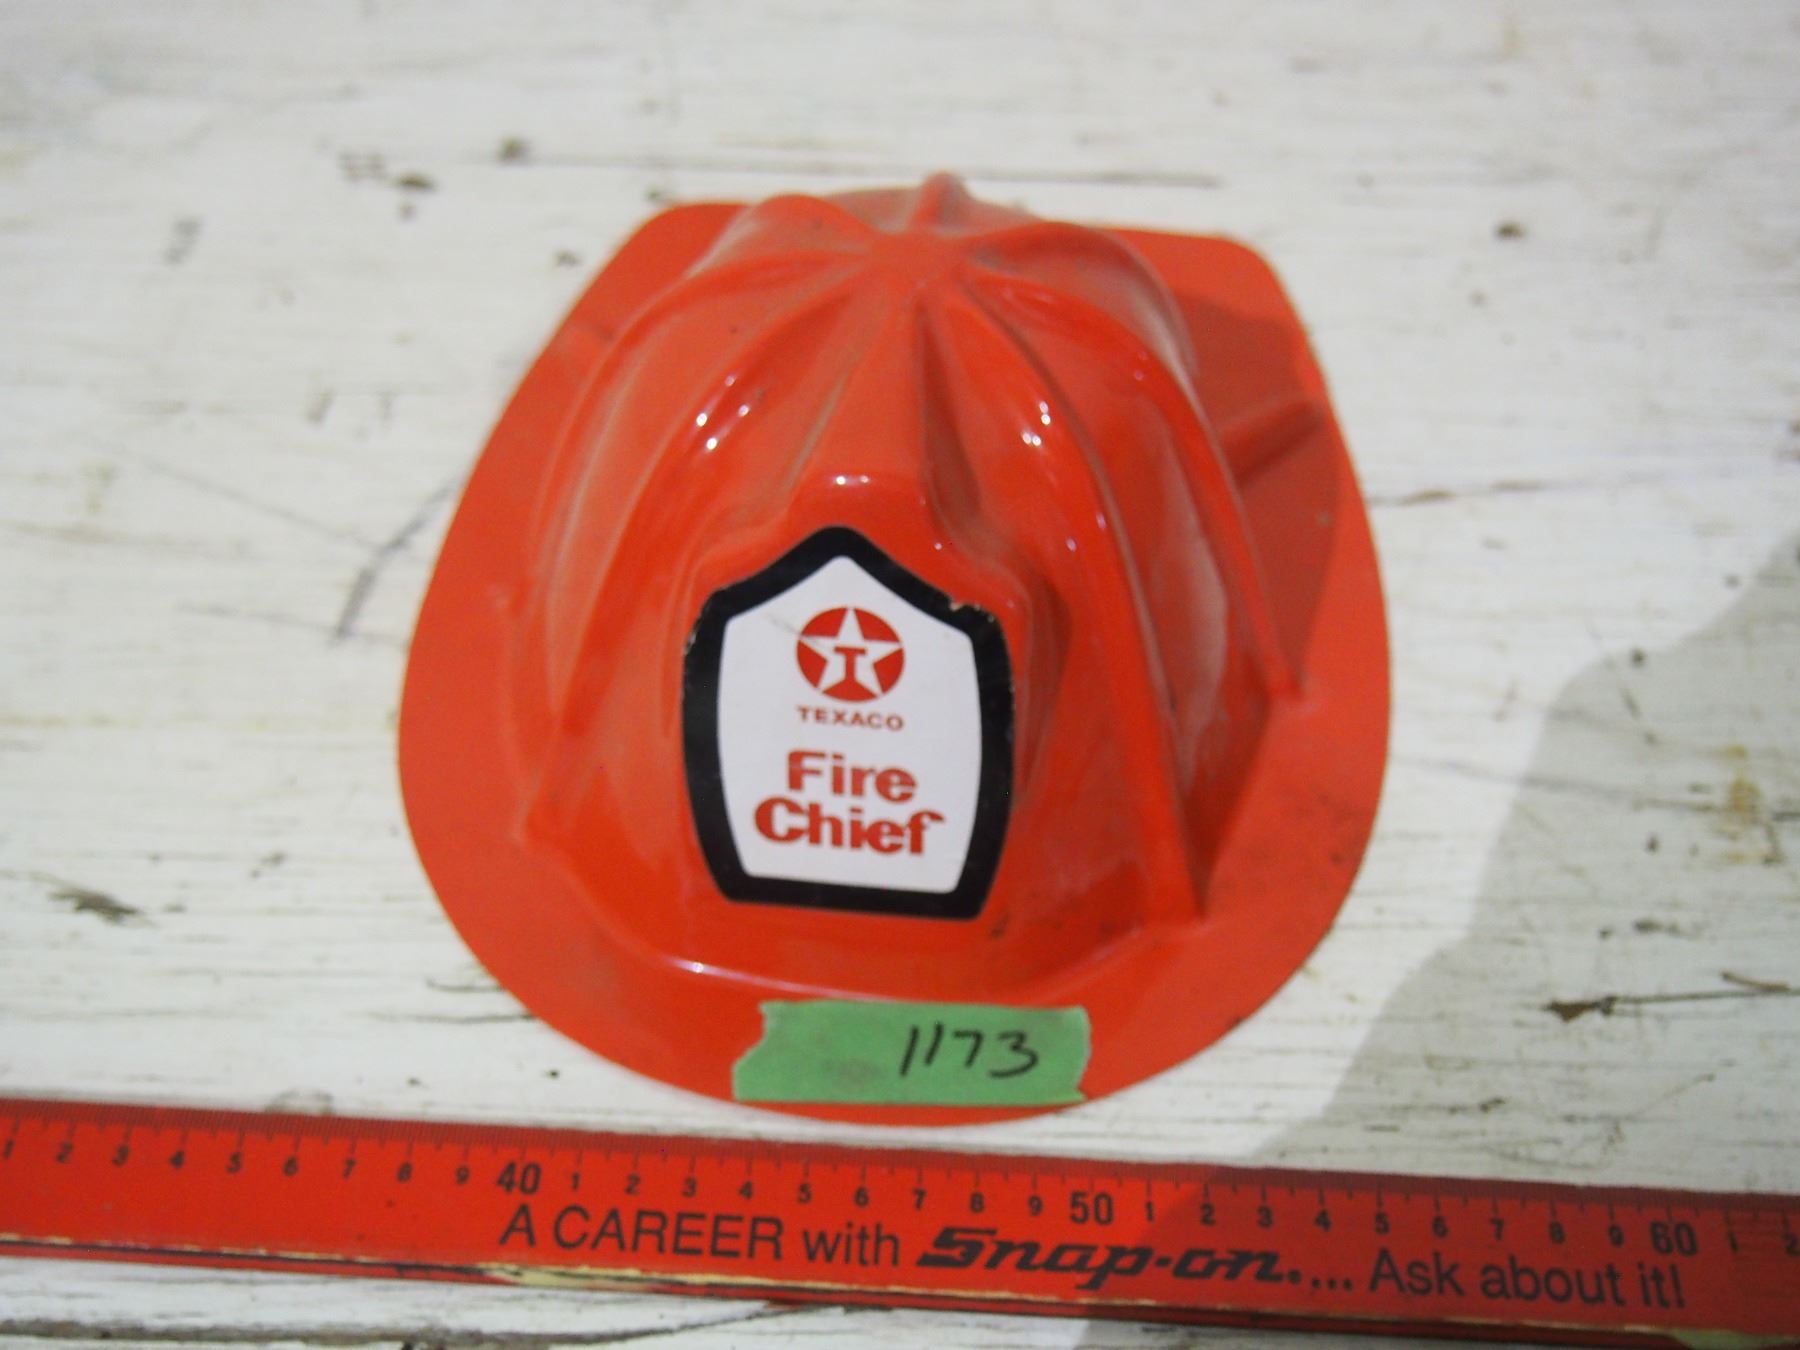 T
TEXACO
Fire
Chief
1173
1 2 3 4 5 6 7 8 9 40 1 2 3 4 5 6 7 8 9 50 1 2 3 4 5 6 7 8 9 60 1 2
A CAREER with Snap-on.... Ask about it!